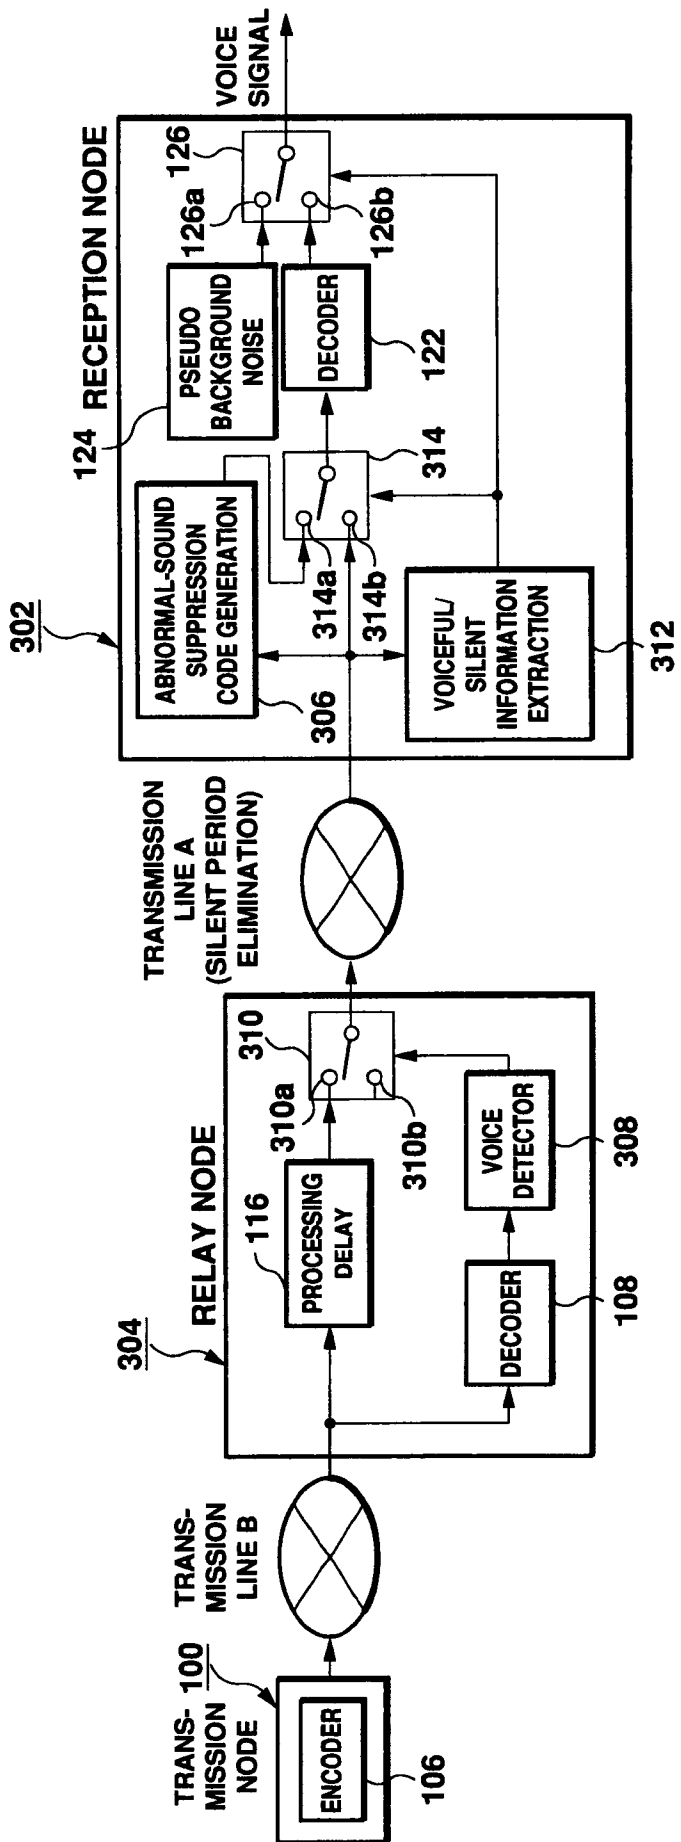 TRANS-
MISSION
NODE
100
ENCODER
106
TRANS-
MISSION
LINE B
304
RELAY NODE
116
PROCESSING
DELAY
310a
310
310b
DECODER
108
VOICE
DETECTOR
308
TRANSMISSION
LINE A
(SILENT PERIOD
ELIMINATION)
302
RECEPTION NODE
ABNORMAL-SOUND
SUPPRESSION
CODE GENERATION
306
124
PSEUDO
BACKGROUND
NOISE
314a
314b
314
DECODER
122
126a
126
126b
VOICEFUL/
SILENT
INFORMATION
EXTRACTION
312
VOICE
SIGNAL